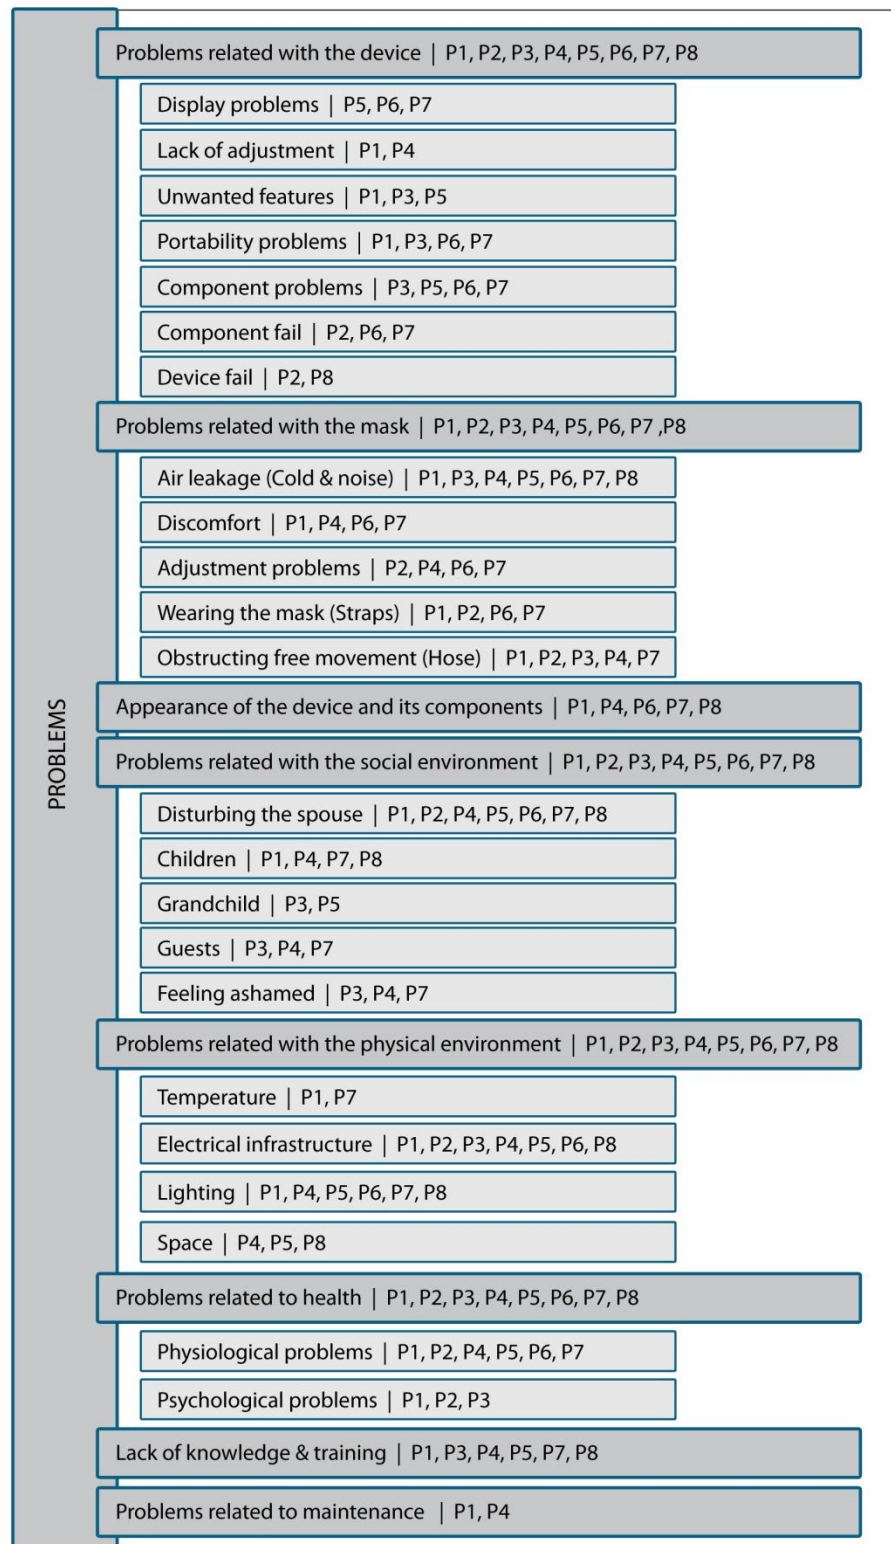 PROBLEMS
Problems related with the device | P1, P2, P3, P4, P5, P6, P7, P8
Display problems | P5, P6, P7
Lack of adjustment | P1, P4
Unwanted features | P1, P3, P5
Portability problems | P1, P3, P6, P7
Component problems | P3, P5, P6, P7
Component fail | P2, P6, P7
Device fail | P2, P8
Problems related with the mask | P1, P2, P3, P4, P5, P6, P7 ,P8
Air leakage (Cold & noise) | P1, P3, P4, P5, P6, P7, P8
Discomfort | P1, P4, P6, P7
Adjustment problems | P2, P4, P6, P7
Wearing the mask (Straps) | P1, P2, P6, P7
Obstructing free movement (Hose) | P1, P2, P3, P4, P7
Appearance of the device and its components | P1, P4, P6, P7, P8
Problems related with the social environment | P1, P2, P3, P4, P5, P6, P7, P8
Disturbing the spouse | P1, P2, P4, P5, P6, P7, P8
Children | P1, P4, P7, P8
Grandchild | P3, P5
Guests | P3, P4, P7
Feeling ashamed | P3, P4, P7
Problems related with the physical environment | P1, P2, P3, P4, P5, P6, P7, P8
Temperature | P1, P7
Electrical infrastructure | P1, P2, P3, P4, P5, P6, P8
Lighting | P1, P4, P5, P6, P7, P8
Space | P4, P5, P8
Problems related to health | P1, P2, P3, P4, P5, P6, P7, P8
Physiological problems | P1, P2, P4, P5, P6, P7
Psychological problems | P1, P2, P3
Lack of knowledge & training | P1, P3, P4, P5, P7, P8
Problems related to maintenance | P1, P4